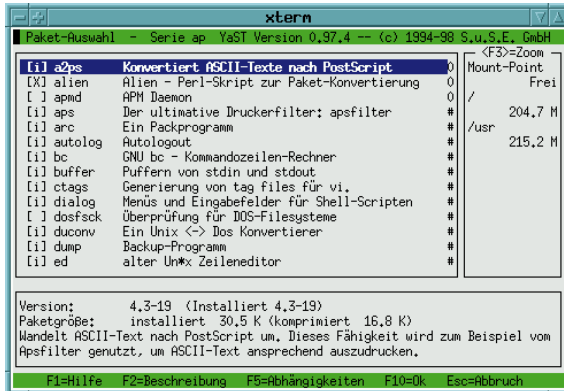 xterm
Paket-Auswahl - Serie ap YaST Version 0.97.4 -- (c) 1994-98 S.u.S.E. GmbH
[i] a2ps Konvertiert ASCII-Texte nach PostScript 0
[X] alien Alien - Perl-Skript zur Paket-Konvertierung 0
[ ] apmd APM Daemon 0
[i] aps Der ultimative Druckerfilter: apsfilter #
[i] arc Ein Packprogramm #
[i] autolog Autologout #
[i] bc GNU bc - Kommandozeilen-Rechner #
[i] buffer Puffern von stdin und stdout #
[i] ctags Generierung von tag files für vi. #
[i] dialog Menüs und Eingabefelder für Shell-Scripten #
[ ] dosfsck Überprüfung für DOS-Filesysteme #
[i] duconv Ein Unix <-> Dos Konvertierer #
[i] dump Backup-Programm #
[i] ed alter Un*x Zeileneditor #
<F3>=Zoom
Mount-Point
Frei
/
204.7 M
/usr
215.2 M
Version: 4.3-19 (Installiert 4.3-19)
Paketgröße: installiert 30.5 K (komprimiert 16.8 K)
Wandelt ASCII-Text nach PostScript um. Dieses Fähigkeit wird zum Beispiel vom
Apsfilter genutzt, um ASCII-Text ansprechend auszudrucken.
F1=Hilfe F2=Beschreibung F5=Abhängigkeiten F10=Ok Esc=Abbruch